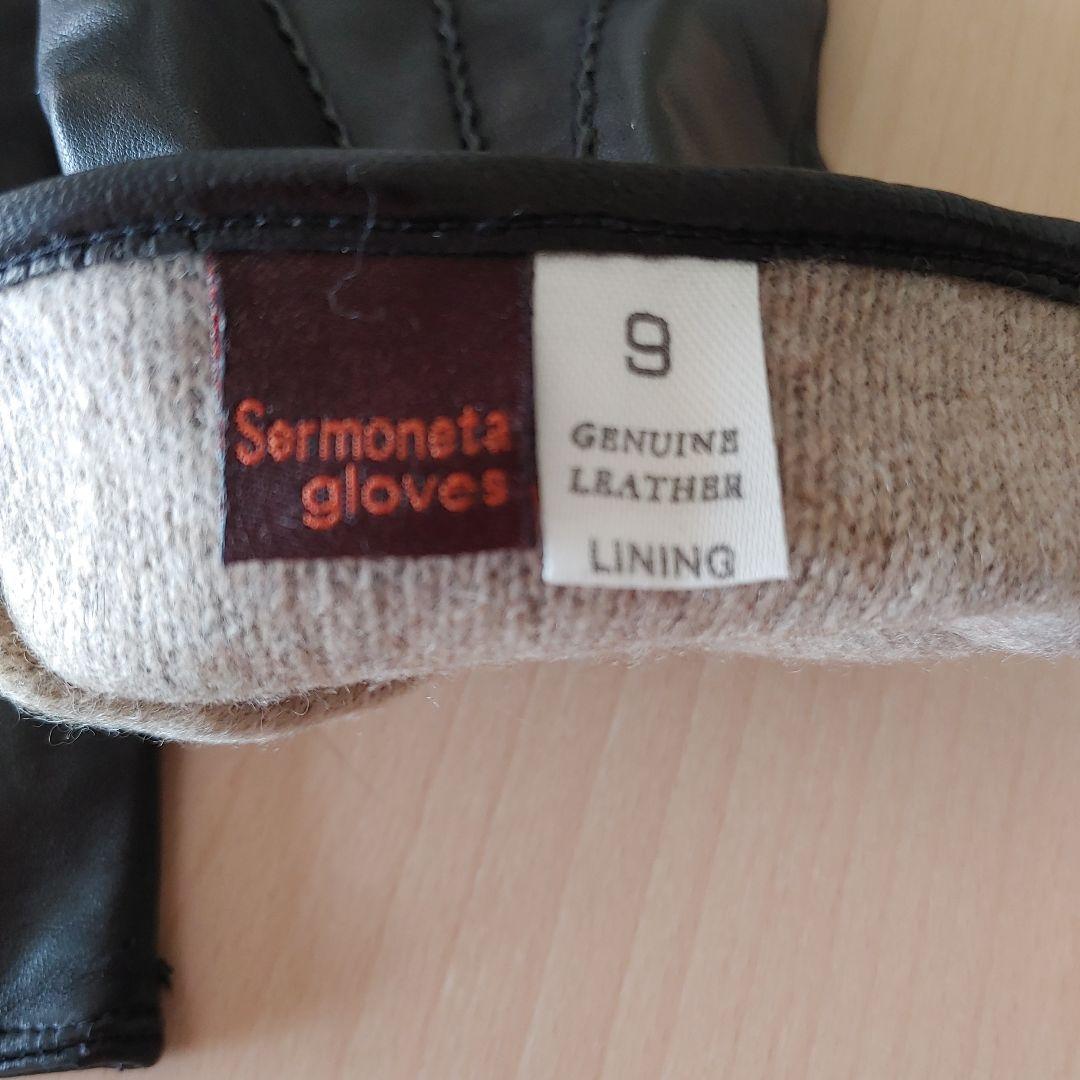 Sermoneta
gloves
9
GENUINE
LEATHER
LINING